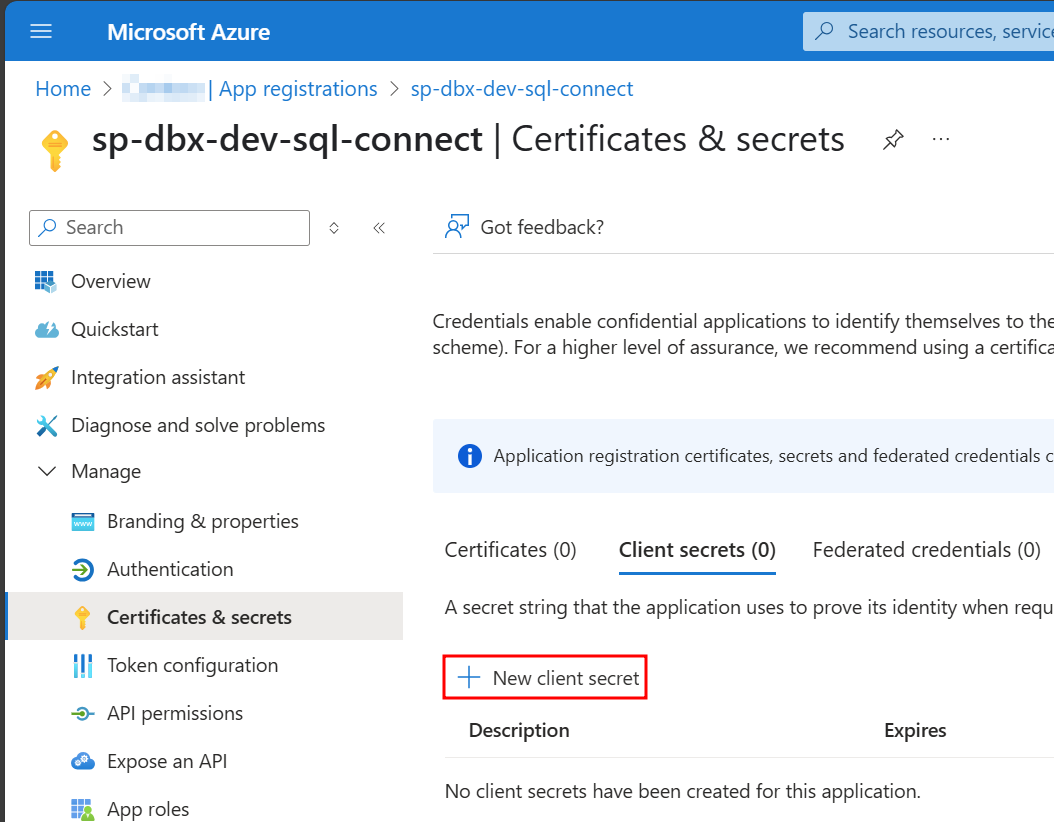 Microsoft Azure
Search resources, service
Home > | App registrations > sp-dbx-dev-sql-connect
sp-dbx-dev-sql-connect | Certificates & secrets
Search
Got feedback?
Overview
Quickstart
Integration assistant
Diagnose and solve problems
Manage
Branding & properties
Authentication
Certificates & secrets
Token configuration
API permissions
Expose an API
App roles
Credentials enable confidential applications to identify themselves to the
scheme). For a higher level of assurance, we recommend using a certifica
Application registration certificates, secrets and federated credentials c
Certificates (0) Client secrets (0) Federated credentials (0)
A secret string that the application uses to prove its identity when requ
New client secret
Description Expires
No client secrets have been created for this application.